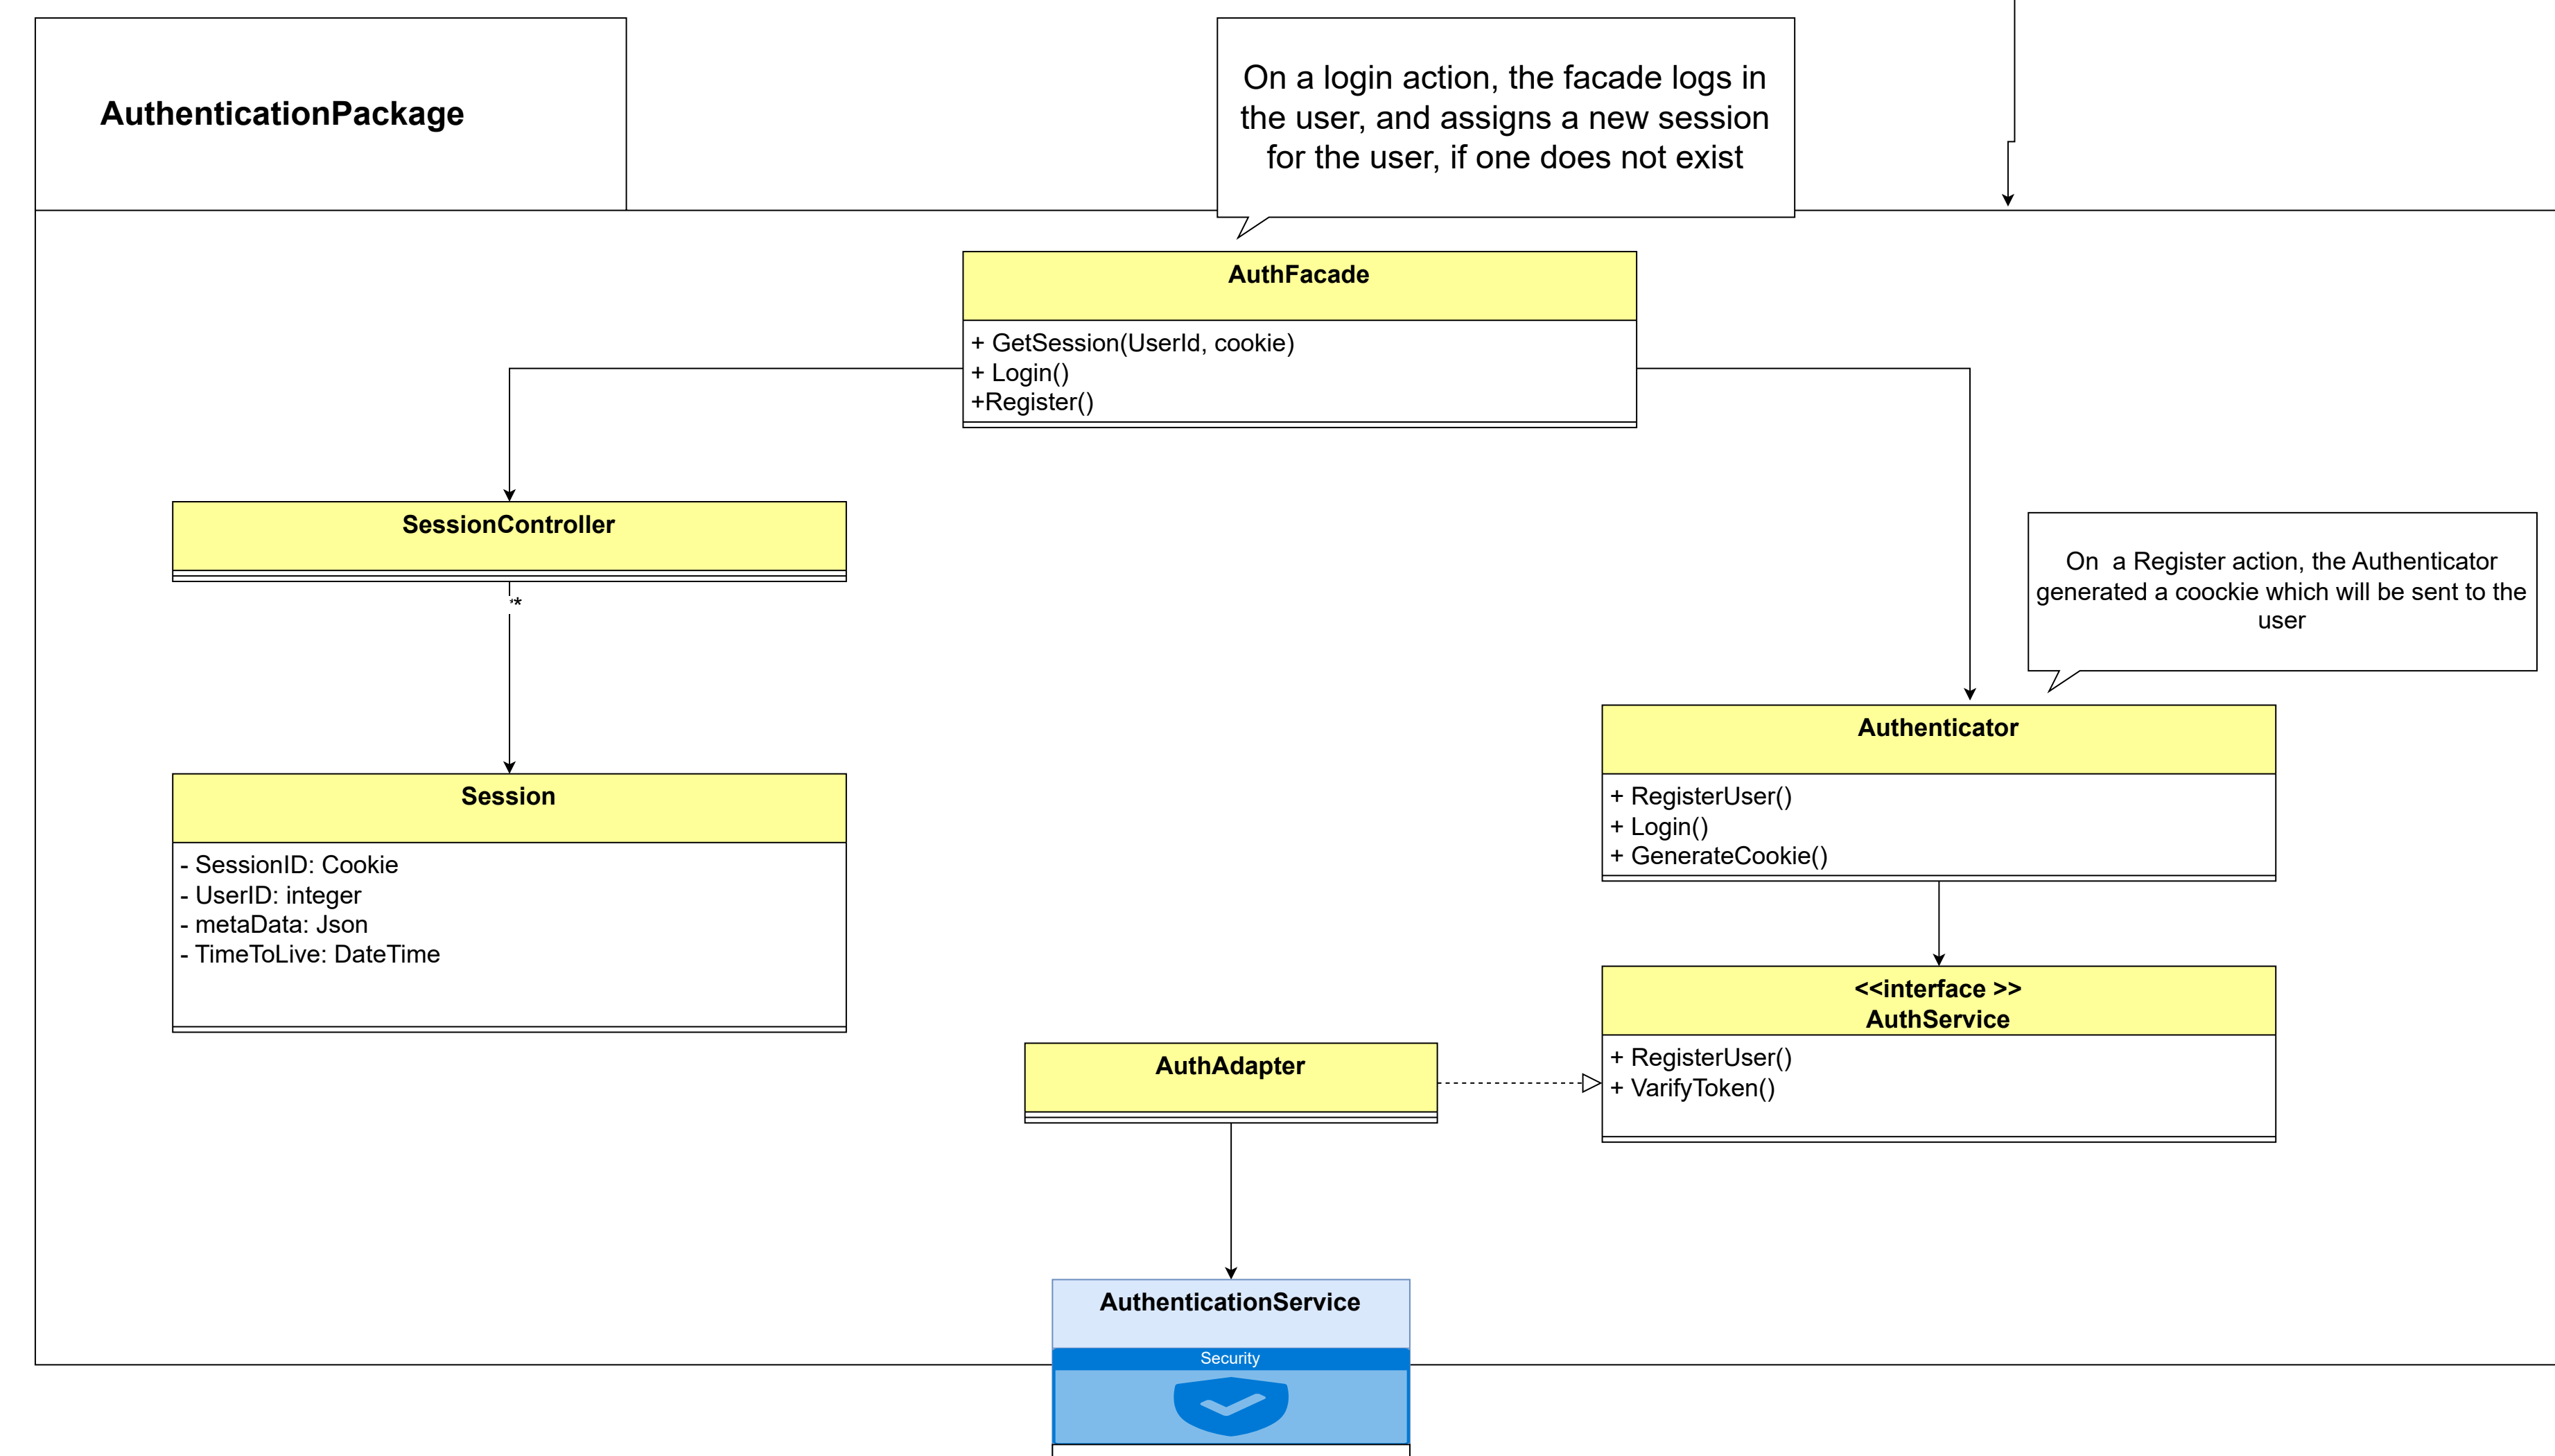 AuthenticationPackage
On a login action, the facade logs in
the user, and assigns a new session
for the user, if one does not exist
AuthFacade
+ GetSession(UserId, cookie)
+ Login()
+Register()
SessionController
*
On  a Register action, the Authenticator
generated a coockie which will be sent to the
user
Authenticator
+ RegisterUser()
+ Login()
+ GenerateCookie()
Session
- SessionID: Cookie
- UserID: integer
- metaData: Json
- TimeToLive: DateTime
<<interface >>
AuthService
+ RegisterUser()
+ VarifyToken()
AuthAdapter
AuthenticationService
Security